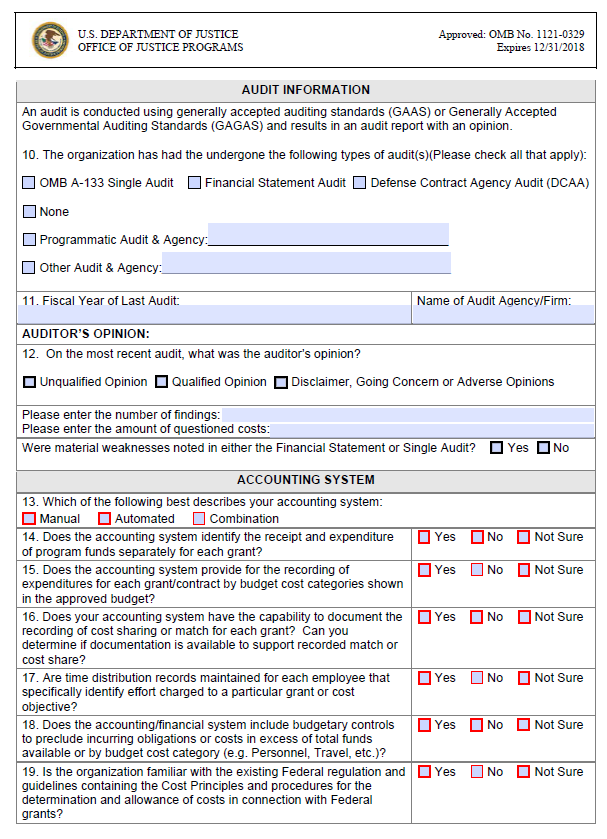 U.S. DEPARTMENT OF JUSTICE
OFFICE OF JUSTICE PROGRAMS
Approved: OMB No. 1121-0329
Expires 12/31/2018
AUDIT INFORMATION
An audit is conducted using generally accepted auditing standards (GAAS) or Generally Accepted
Governmental Auditing Standards (GAGAS) and results in an audit report with an opinion.
10. The organization has had the undergone the following types of audit(s)(Please check all that apply):
OMB A-133 Single Audit Financial Statement Audit Defense Contract Agency Audit (DCAA)
None
Programmatic Audit & Agency:
Other Audit & Agency:
11. Fiscal Year of Last Audit: Name of Audit Agency/Firm:
AUDITOR'S OPINION:
12. On the most recent audit, what was the auditor's opinion?
Unqualified Opinion Qualified Opinion Disclaimer, Going Concern or Adverse Opinions
Please enter the number of findings:
Please enter the amount of questioned costs:
Were material weaknesses noted in either the Financial Statement or Single Audit? Yes No
ACCOUNTING SYSTEM
13. Which of the following best describes your accounting system:
Manual Automated Combination
14. Does the accounting system identify the receipt and expenditure
of program funds separately for each grant?
Yes No Not Sure
15. Does the accounting system provide for the recording of
expenditures for each grant/contract by budget cost categories shown
in the approved budget?
Yes No Not Sure
16. Does your accounting system have the capability to document the
recording of cost sharing or match for each grant? Can you
determine if documentation is available to support recorded match or
cost share?
Yes No Not Sure
17. Are time distribution records maintained for each employee that
specifically identify effort charged to a particular grant or cost
objective?
Yes No Not Sure
18. Does the accounting/financial system include budgetary controls
to preclude incurring obligations or costs in excess of total funds
available or by budget cost category (e.g. Personnel, Travel, etc.)?
Yes No Not Sure
19. Is the organization familiar with the existing Federal regulation and
guidelines containing the Cost Principles and procedures for the
determination and allowance of costs in connection with Federal
grants?
Yes No Not Sure